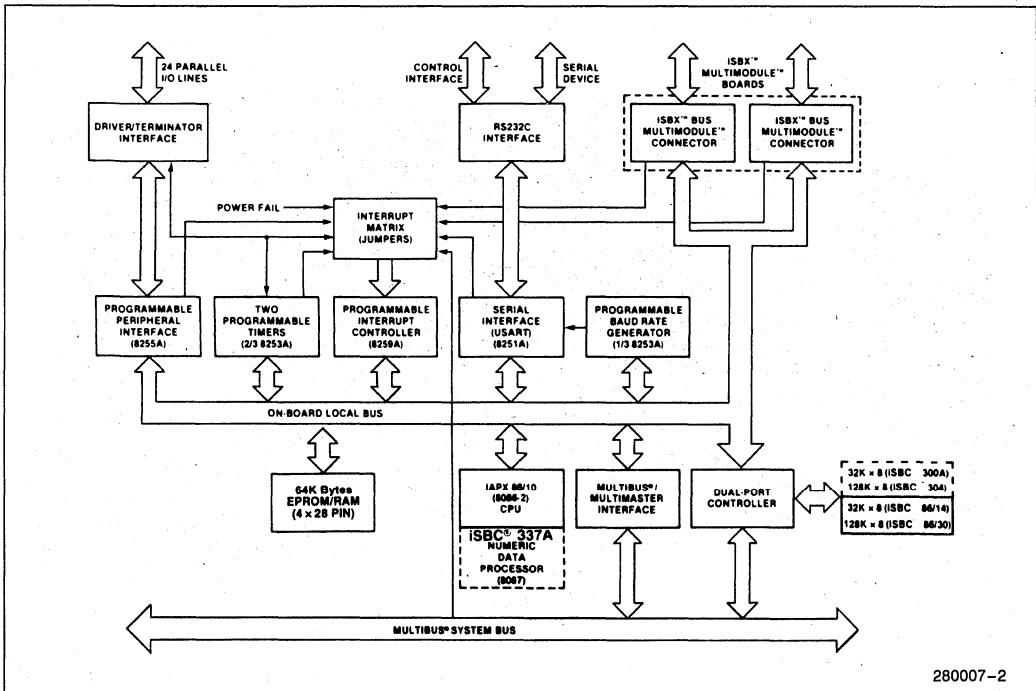 24 PARALLEL
I/O LINES
CONTROL
INTERFACE
SERIAL
DEVICE
iSBX™
MULTIMODULE™
BOARDS
DRIVER/TERMINATOR
INTERFACE
RS232C
INTERFACE
iSBX™ BUS
MULTIMODULE™
CONNECTOR
iSBX™ BUS
MULTIMODULE™
CONNECTOR
POWER FAIL
INTERRUPT
MATRIX
(JUMPERS)
PROGRAMMABLE
PERIPHERAL
INTERFACE
(8255A)
TWO
PROGRAMMABLE
TIMERS
(2/3 8253A)
PROGRAMMABLE
INTERRUPT
CONTROLLER
(8259A)
SERIAL
INTERFACE
(USART)
(8251A)
PROGRAMMABLE
BAUD RATE
GENERATOR
(1/3 8253A)
ON-BOARD LOCAL BUS
64K Bytes
EPROM/RAM
(4 x 28 PIN)
iAPX 86/10
(8086-2)
CPU
iSBC® 337A
NUMERIC
DATA
PROCESSOR
(8087)
MULTIBUS®/
MULTIMASTER
INTERFACE
DUAL-PORT
CONTROLLER
32K x 8 (iSBC 300A)
128K x 8 (iSBC 304)
32K x 8 (iSBC 86/14)
128K x 8 (iSBC 86/30)
MULTIBUS® SYSTEM BUS
280007-2